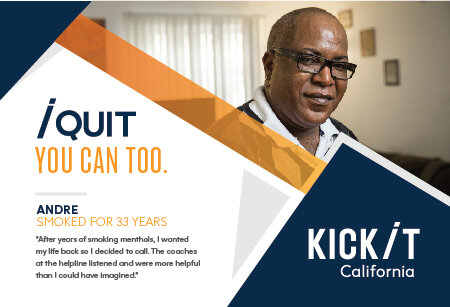 iQUIT
YOU CAN TOO.
ANDRE
SMOKED FOR 33 YEARS
"After years of smoking menthols, I wanted
my life back so I decided to call. The coaches
at the helpline listened and were more helpful
than I could have imagined."
KICK iT
California